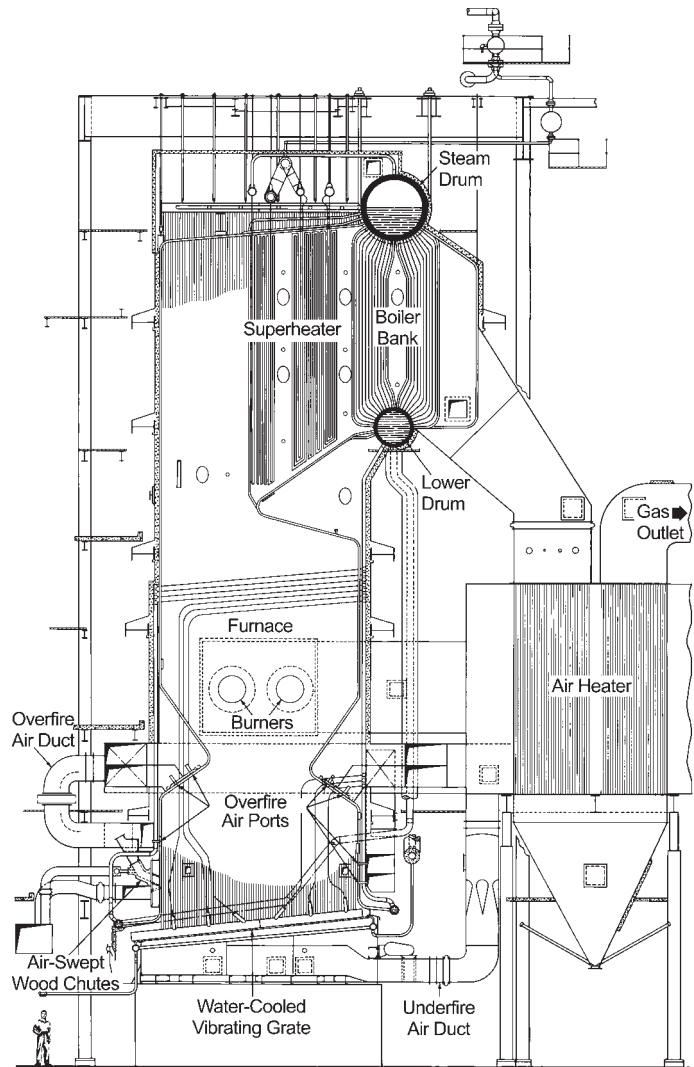 Steam
Drum
Superheater
Boiler
Bank
Lower
Drum
Gas
Outlet
Furnace
Burners
Air Heater
Overfire
Air Duct
Overfire
Air Ports
Air-Swept
Wood Chutes
Water-Cooled
Vibrating Grate
Underfire
Air Duct